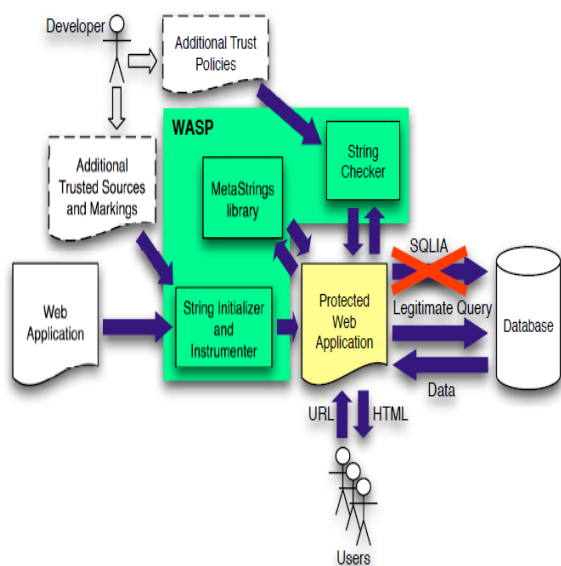 Developer
Additional Trust
Policies
WASP
String
Checker
Additional
Trusted Sources
and Markings
MetaStrings
library
SQLIA
Web
Application
String Initializer
and
Instrumenter
Protected
Web
Application
Legitimate Query
Database
Data
URL
HTML
Users